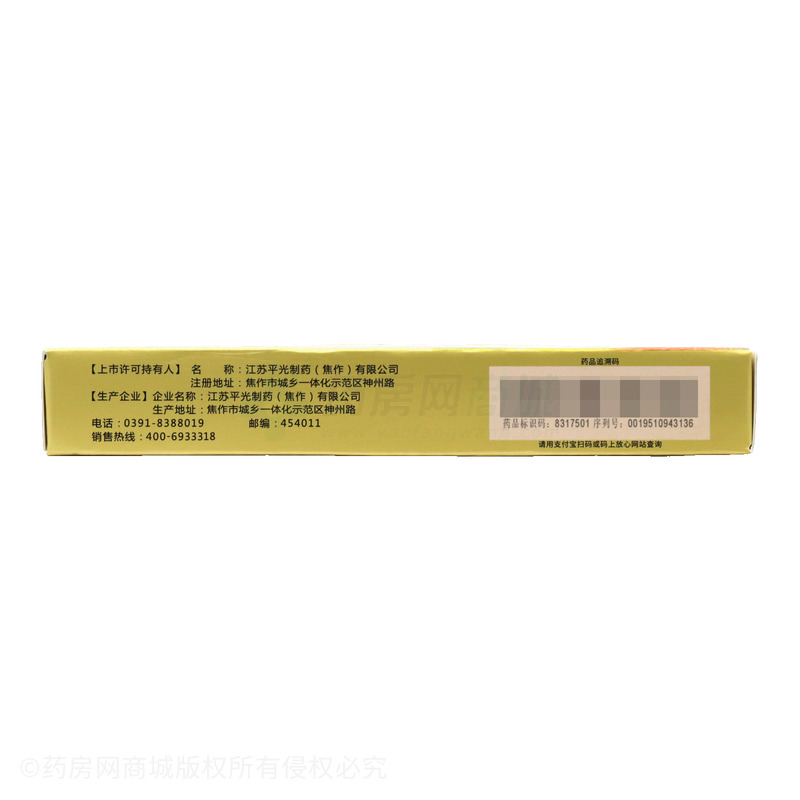 【上市许可持有人】 名 称：江苏平光制药（焦作）有限公司
注册地址：焦作市城乡一体化示范区神州路
【生产企业】企业名称：江苏平光制药（焦作）有限公司
生产地址：焦作市城乡一体化示范区神州路
电话：0391-8388019 邮编：454011
销售热线：400-6933318
药品追溯码
药品标识码：8317501 序列号：0019510943136
请用支付宝扫码或码上放心网站查询
房网商城
©药房网商城版权所有侵权必究